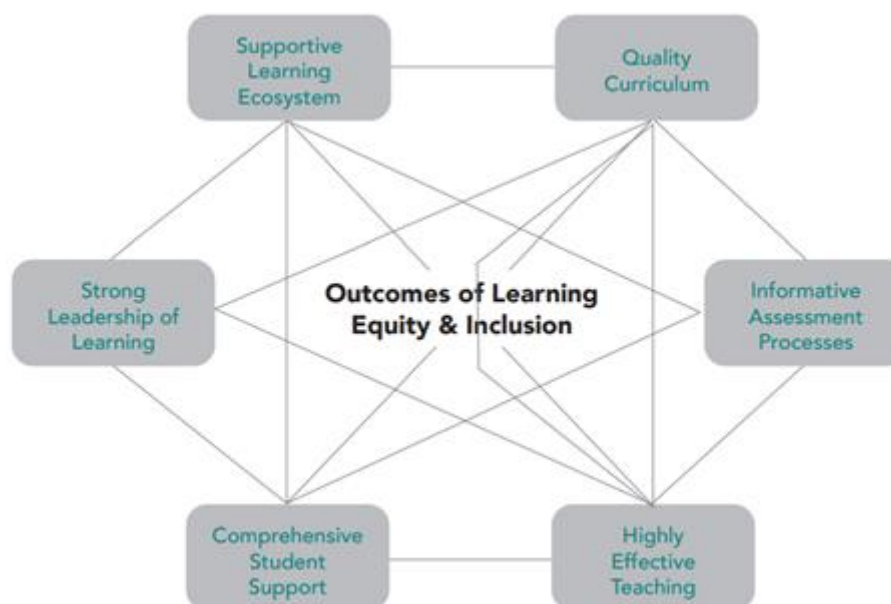 Supportive
Learning
Ecosystem
Quality
Curriculum
Strong
Leadership of
Learning
Outcomes of Learning
Equity & Inclusion
Informative
Assessment
Processes
Comprehensive
Student
Support
Highly
Effective
Teaching